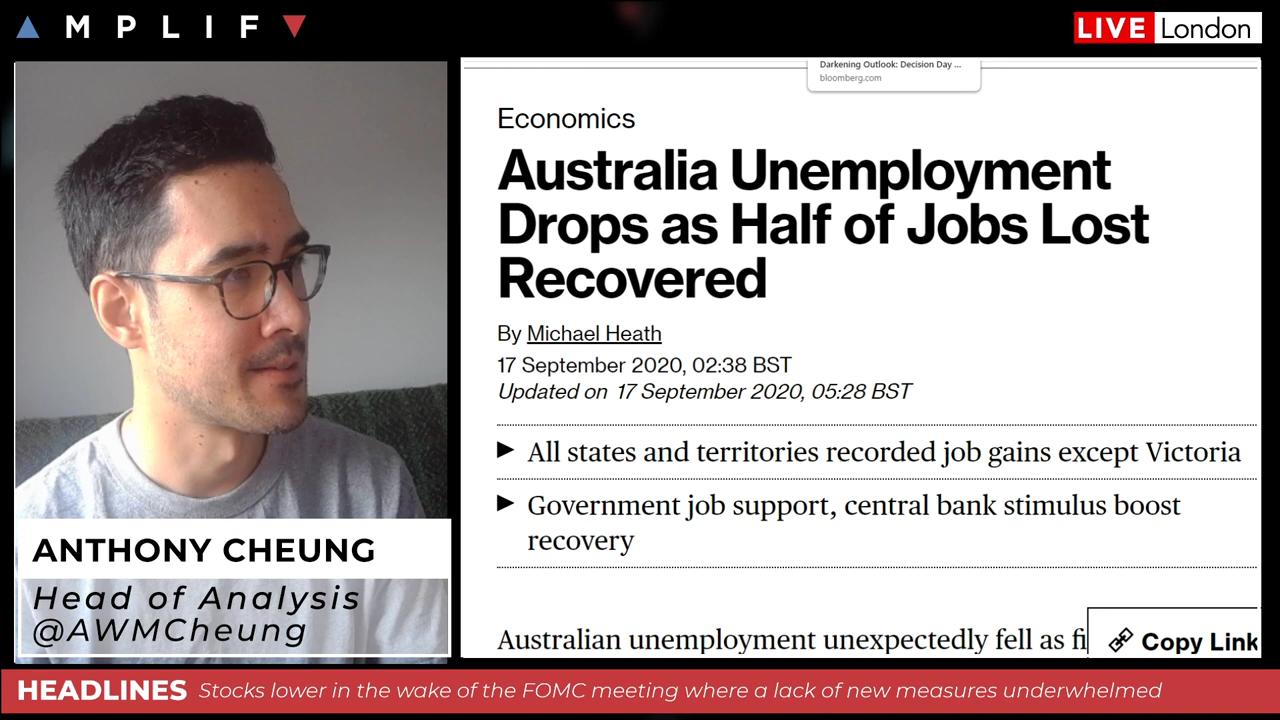 ▲ M P L I F ▼
LIVE London
Darkening Outlook: Decision Day ...
bloomberg.com
Economics
Australia Unemployment
Drops as Half of Jobs Lost
Recovered
By Michael Heath
17 September 2020, 02:38 BST
Updated on 17 September 2020, 05:28 BST
▶ All states and territories recorded job gains except Victoria
▶ Government job support, central bank stimulus boost
recovery
Australian unemployment unexpectedly fell as fi
Copy Link
ANTHONY CHEUNG
Head of Analysis
@AWMCheung
HEADLINES Stocks lower in the wake of the FOMC meeting where a lack of new measures underwhelmed